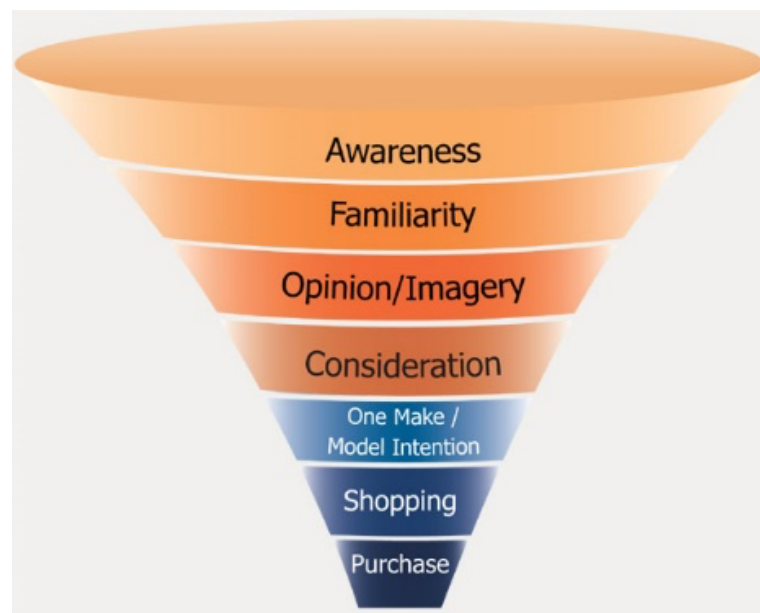 Awareness
Familiarity
Opinion/Imagery
Consideration
One Make /
Model Intention
Shopping
Purchase